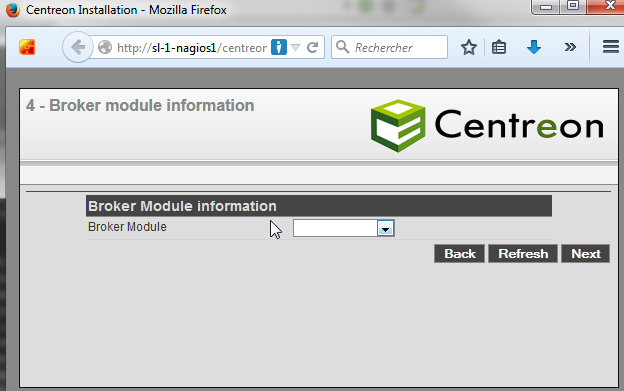 Centreon Installation - Mozilla Firefox
http://sl-1-nagios1/centreor
Rechercher
4 - Broker module information
Centreon
Broker Module information
Broker Module
Back Refresh Next